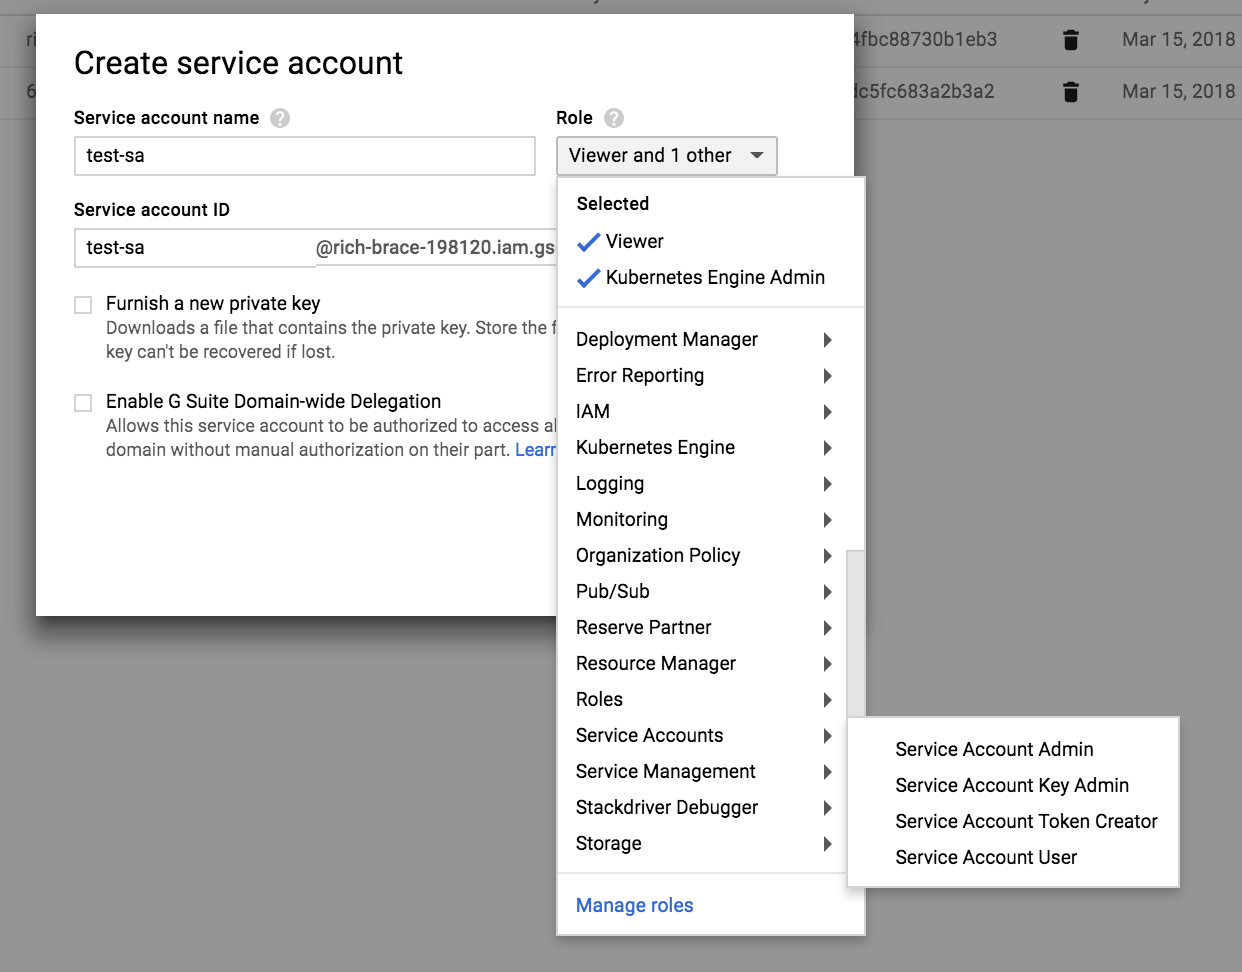 4fbc88730b1eb3
Mar 15, 2018
dc5fc683a2b3a2
Mar 15, 2018
Create service account
Service account name ?
Role ?
test-sa
Viewer and 1 other
Service account ID
test-sa @rich-brace-198120.iam.gs
Furnish a new private key
Downloads a file that contains the private key. Store the f
key can't be recovered if lost.
Enable G Suite Domain-wide Delegation
Allows this service account to be authorized to access al
domain without manual authorization on their part. Learn
Selected
Viewer
Kubernetes Engine Admin
Deployment Manager
Error Reporting
IAM
Kubernetes Engine
Logging
Monitoring
Organization Policy
Pub/Sub
Reserve Partner
Resource Manager
Roles
Service Accounts
Service Management
Stackdriver Debugger
Storage
Manage roles
Service Account Admin
Service Account Key Admin
Service Account Token Creator
Service Account User